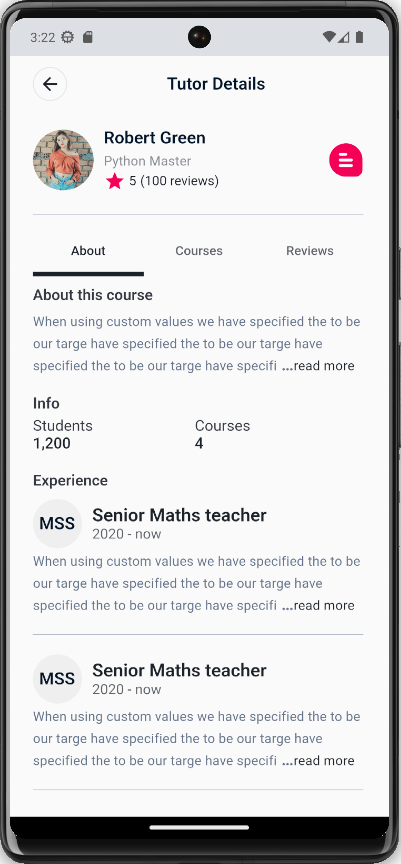 3:22
Tutor Details
Robert Green
Python Master
5 (100 reviews)
About Courses Reviews
About this course
When using custom values we have specified the to be
our targe have specified the to be our targe have
specified the to be our targe have specifi ...read more
Info
Students Courses
1,200 4
Experience
MSS Senior Maths teacher
2020 - now
When using custom values we have specified the to be
our targe have specified the to be our targe have
specified the to be our targe have specifi ...read more
MSS Senior Maths teacher
2020 - now
When using custom values we have specified the to be
our targe have specified the to be our targe have
specified the to be our targe have specifi ...read more